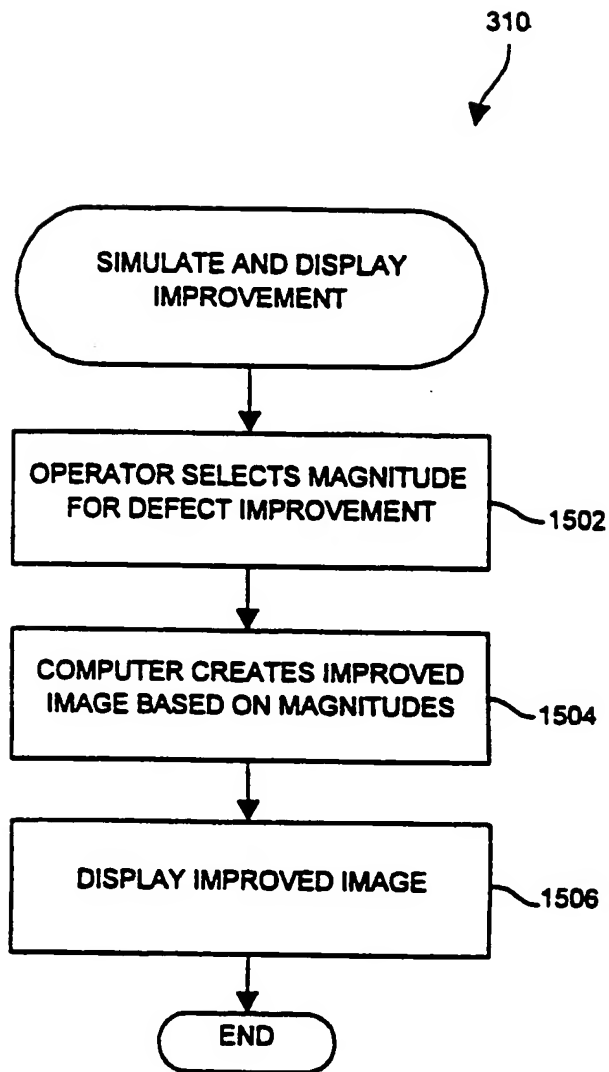 310
SIMULATE AND DISPLAY
IMPROVEMENT
OPERATOR SELECTS MAGNITUDE
FOR DEFECT IMPROVEMENT
1502
COMPUTER CREATES IMPROVED
IMAGE BASED ON MAGNITUDES
1504
DISPLAY IMPROVED IMAGE
1506
END